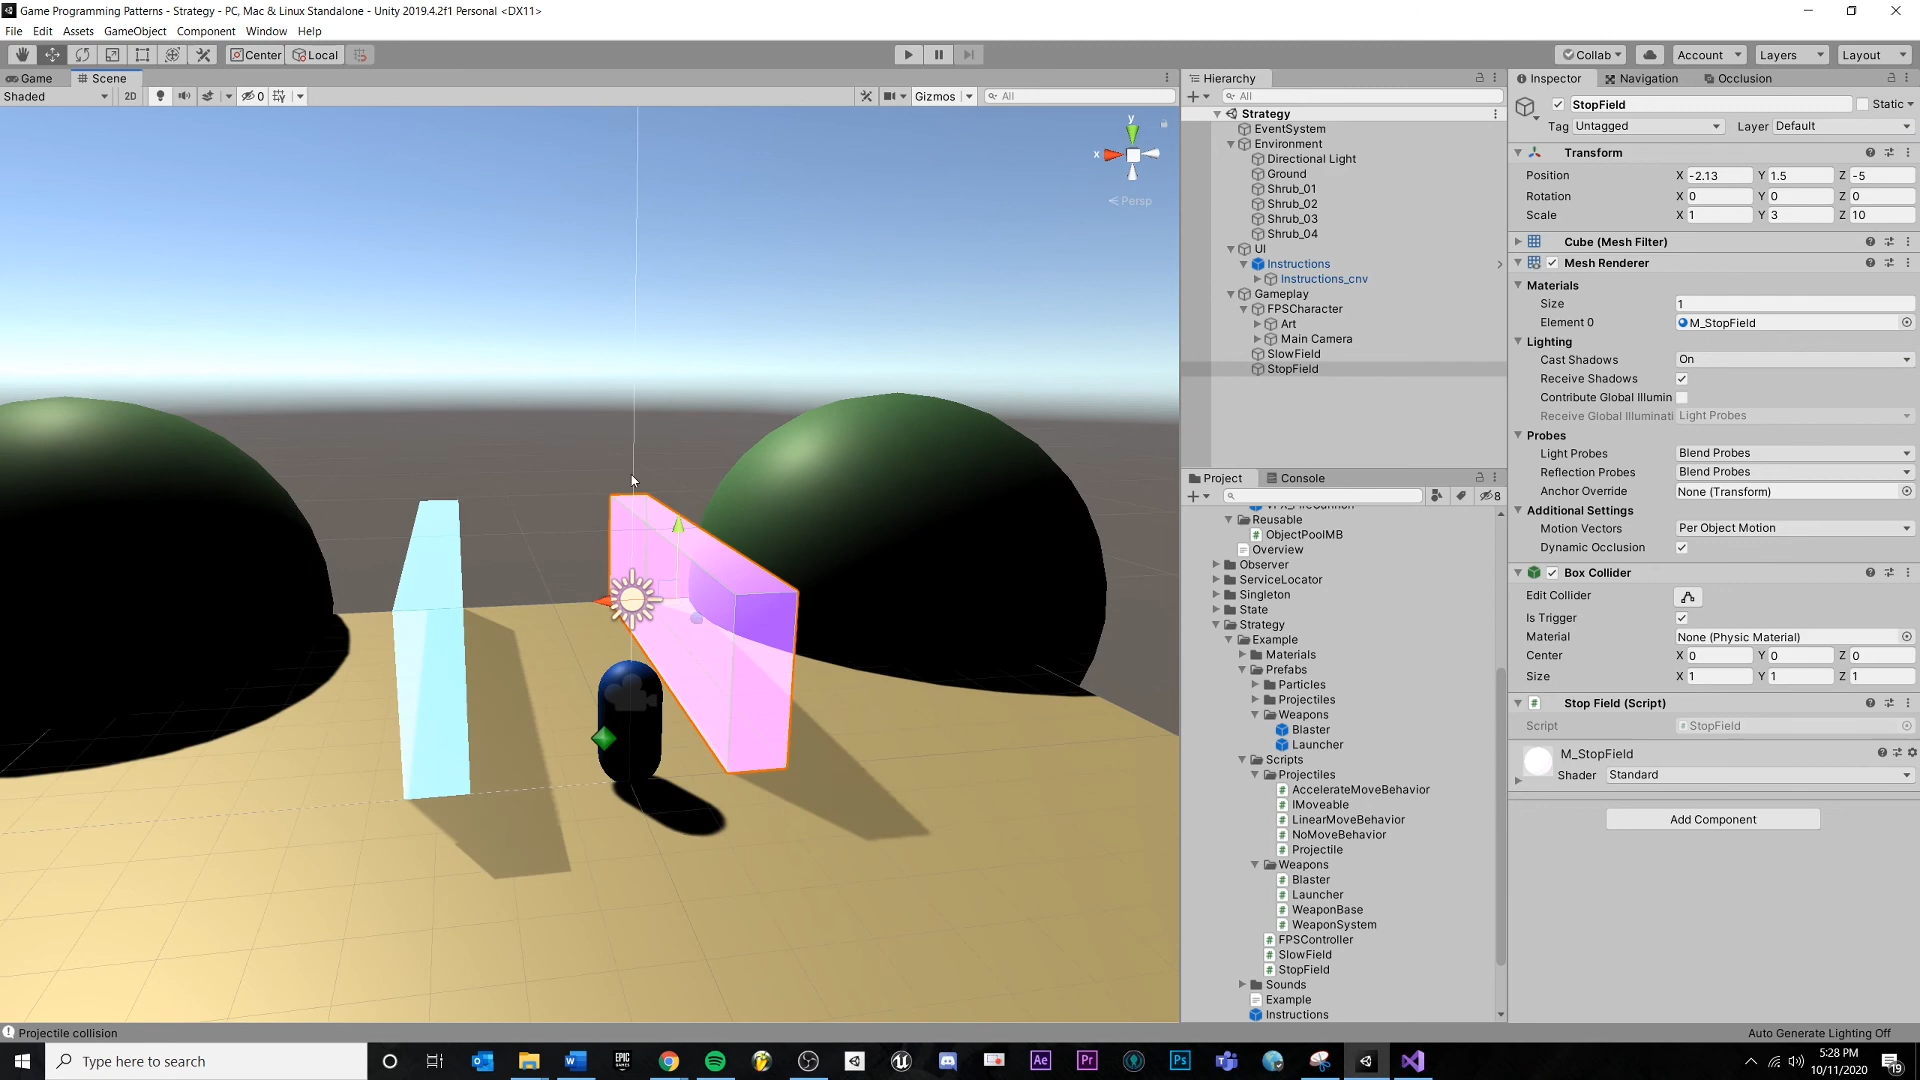 Game Programming Patterns - Strategy - PC, Mac & Linux Standalone - Unity 2019.4.2f1 Personal <DX11>
File Edit Assets GameObject Component Window Help
Center Local Collab Account Layers Layout
Game Scene
Shaded 2D 0 Gizmos All
y
x
Persp
Hierarchy
All
Strategy
EventSystem
Environment
Directional Light
Ground
Shrub_01
Shrub_02
Shrub_03
Shrub_04
UI
Instructions
Instructions_cnv
Gameplay
FPSCharacter
Art
Main Camera
SlowField
StopField
Project Console
8
Reusable
ObjectPoolMB
Overview
Observer
ServiceLocator
Singleton
State
Strategy
Example
Materials
Prefabs
Particles
Projectiles
Weapons
Blaster
Launcher
Scripts
Projectiles
AccelerateMoveBehavior
IMoveable
LinearMoveBehavior
NoMoveBehavior
Projectile
Weapons
Blaster
Launcher
WeaponBase
WeaponSystem
FPSController
SlowField
StopField
Sounds
Example
Instructions
Inspector Navigation Occlusion
StopField Static
Tag Untagged Layer Default
Transform
Position X -2.13 Y 1.5 Z -5
Rotation X 0 Y 0 Z 0
Scale X 1 Y 3 Z 10
Cube (Mesh Filter)
Mesh Renderer
Materials
Size 1
Element 0 M_StopField
Lighting
Cast Shadows On
Receive Shadows
Contribute Global Illumin
Receive Global Illuminati Light Probes
Probes
Light Probes Blend Probes
Reflection Probes Blend Probes
Anchor Override None (Transform)
Additional Settings
Motion Vectors Per Object Motion
Dynamic Occlusion
Box Collider
Edit Collider
Is Trigger
Material None (Physic Material)
Center X 0 Y 0 Z 0
Size X 1 Y 1 Z 1
Stop Field (Script)
Script StopField
M_StopField
Shader Standard
Add Component
Projectile collision
Auto Generate Lighting Off
Type here to search
EPIC GAMES
Ae Pr Ps
5:28 PM
10/11/2020
19